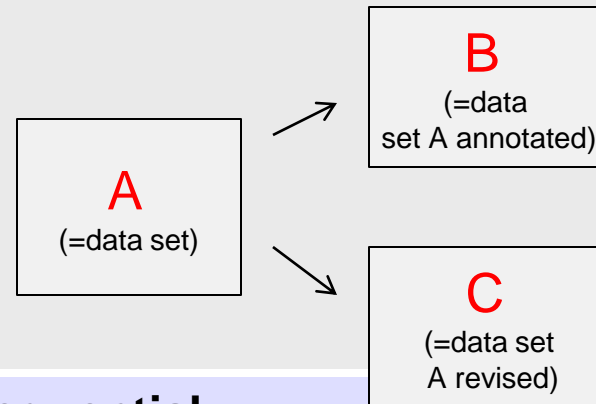 A
(=data set)
B
(=data
set A annotated)
C
(=data set
A revised)